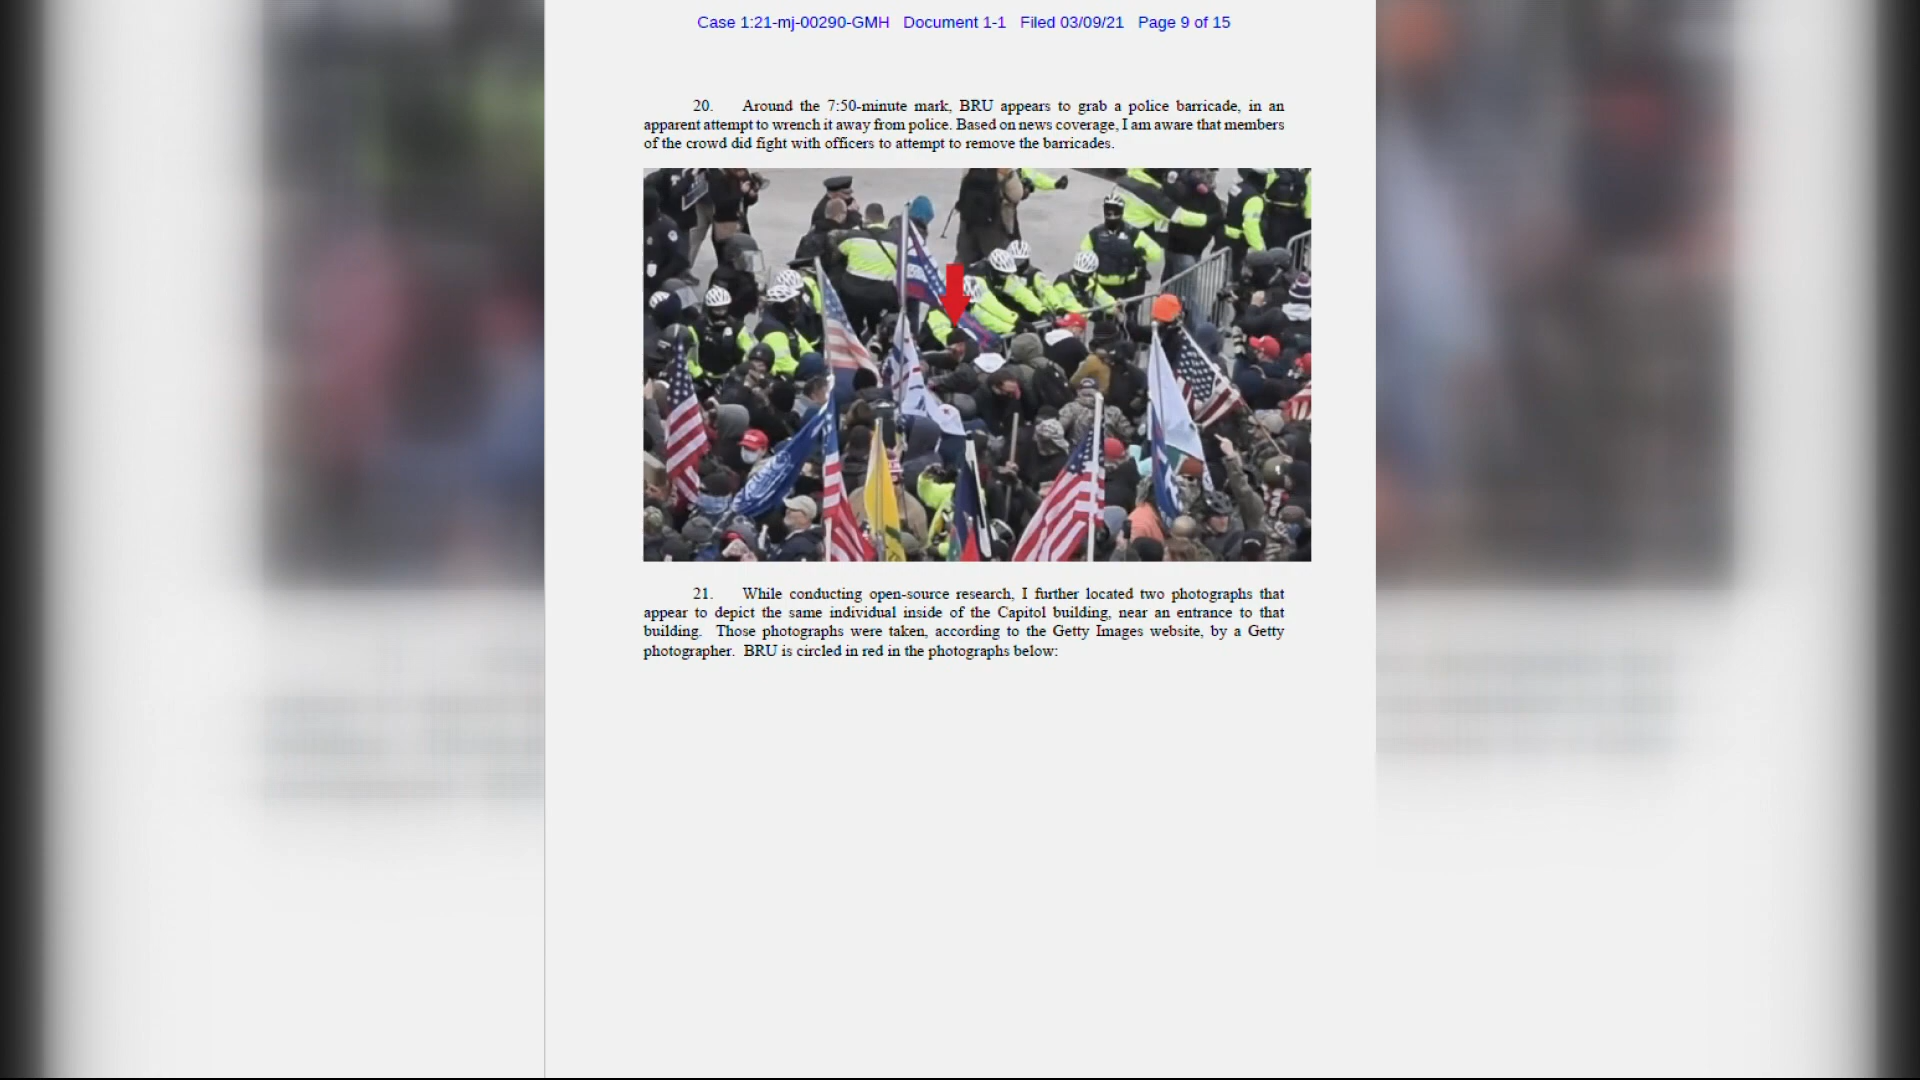 Case 1:21-mj-00290-GMH Document 1-1 Filed 03/09/21 Page 9 of 15
20. Around the 7:50-minute mark, BRU appears to grab a police barricade, in an
apparent attempt to wrench it away from police. Based on news coverage, I am aware that members
of the crowd did fight with officers to attempt to remove the barricades.
21. While conducting open-source research, I further located two photographs that
appear to depict the same individual inside of the Capitol building, near an entrance to that
building. Those photographs were taken, according to the Getty Images website, by a Getty
photographer. BRU is circled in red in the photographs below: